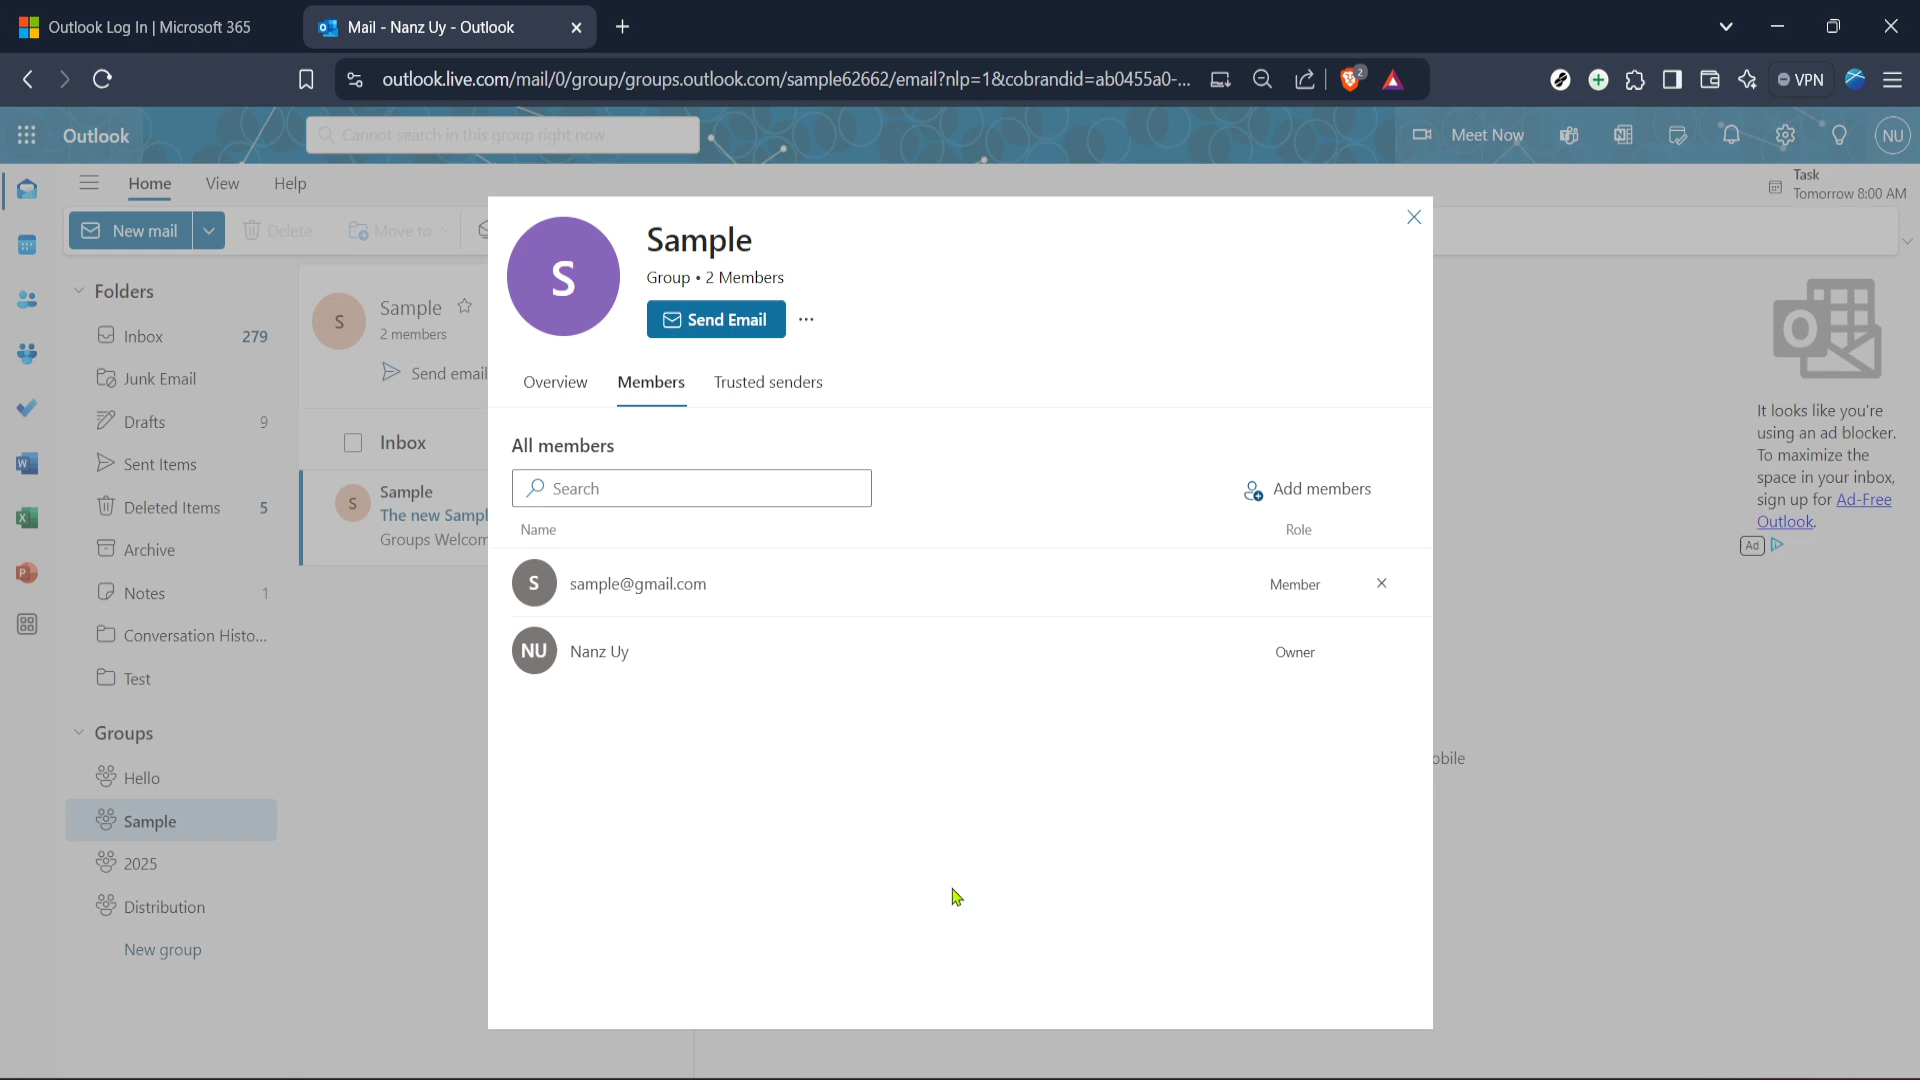 Outlook Log In | Microsoft 365
Mail - Nanz Uy - Outlook
outlook.live.com/mail/0/group/groups.outlook.com/sample62662/email?nlp=1&cobrandid=ab0455a0-...
2
VPN
Outlook
Cannot search in this group right now
Meet Now
NU
Home
View
Help
Task
Tomorrow 8:00 AM
New mail
Delete
Move to
Folders
Inbox 279
Junk Email
Drafts 9
Sent Items
Deleted Items 5
Archive
Notes 1
Conversation Histo...
Test
Groups
Hello
Sample
2025
Distribution
New group
S
Sample
2 members
Send email
Inbox
S
Sample
The new Sampl
Groups Welcom
S
Sample
Group • 2 Members
Send Email
...
Overview
Members
Trusted senders
All members
Search
Add members
Name
Role
S
sample@gmail.com
Member
NU
Nanz Uy
Owner
obile
It looks like you're
using an ad blocker.
To maximize the
space in your inbox,
sign up for Ad-Free
Outlook.
Ad